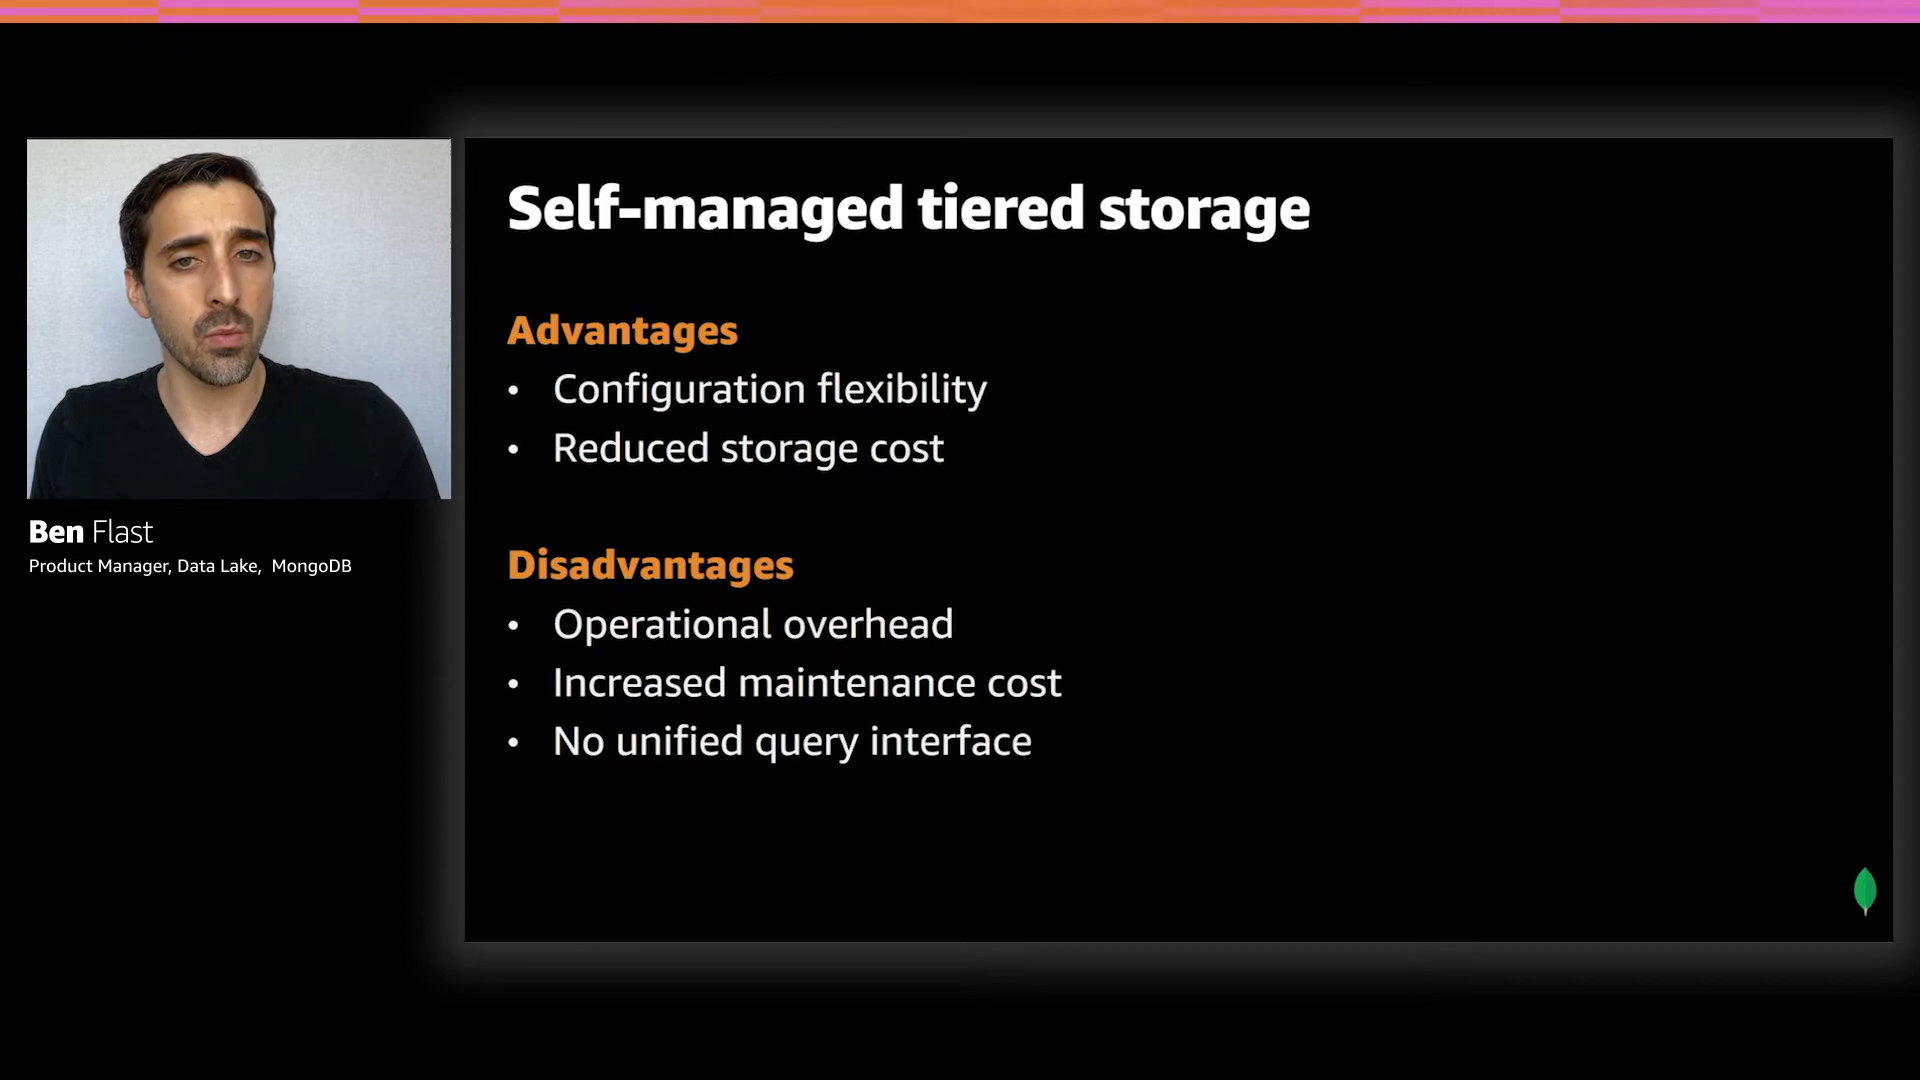 Self-managed tiered storage
Advantages
• Configuration flexibility
• Reduced storage cost
Disadvantages
• Operational overhead
• Increased maintenance cost
• No unified query interface
Ben Flast
Product Manager, Data Lake, MongoDB